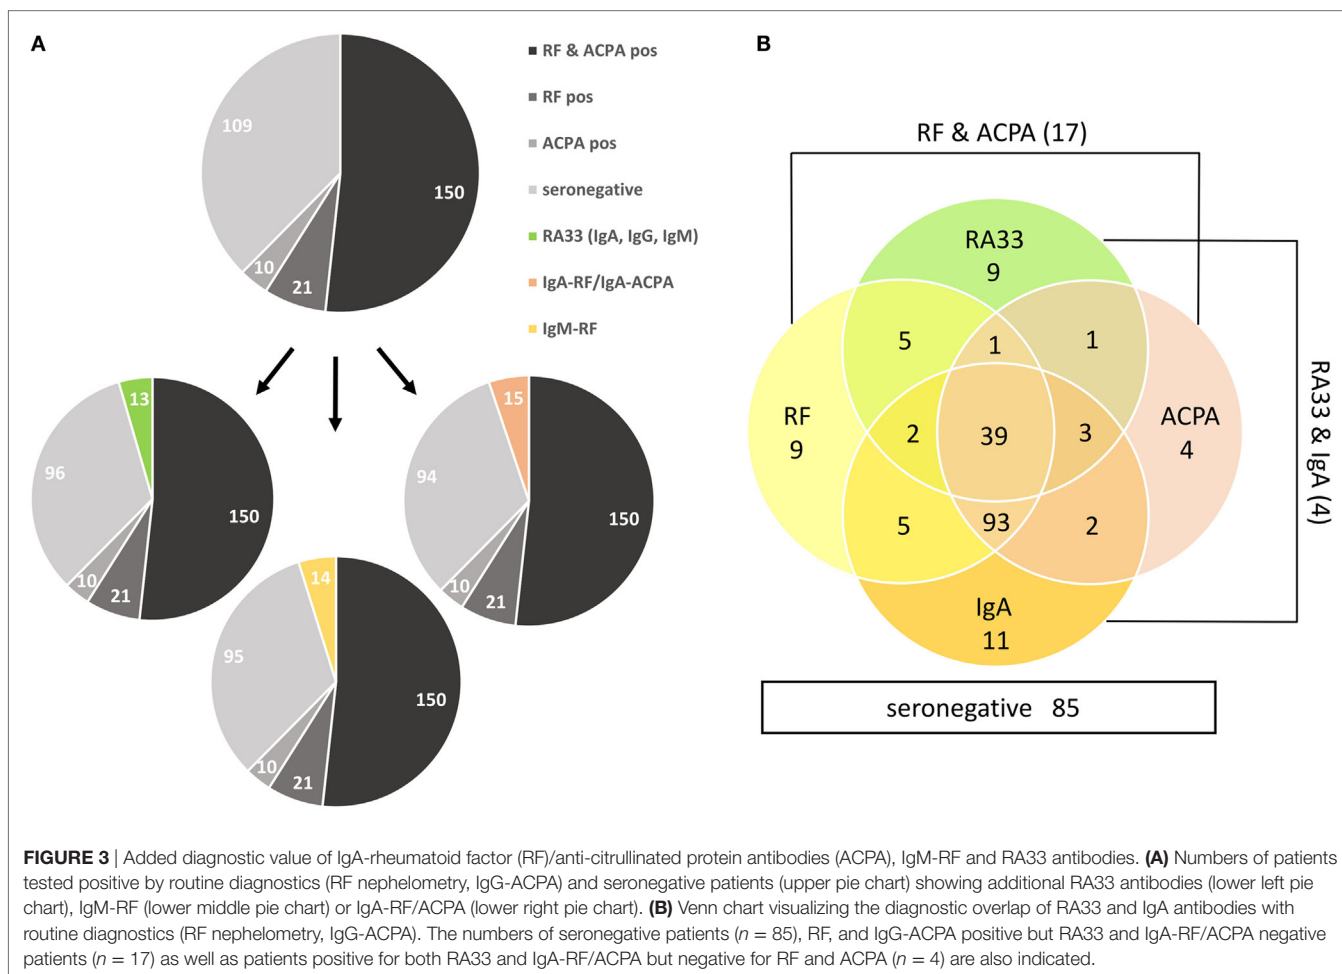 A
RF & ACPA pos
RF pos
ACPA pos
seronegative
RA33 (IgA, IgG, IgM)
IgA-RF/IgA-ACPA
IgM-RF
109
150
10
21
13
96
150
10
21
15
94
150
10
21
14
95
150
10
21
B
RF & ACPA (17)
RA33
9
5
1
1
RF
9
2
39
3
ACPA
4
5
93
2
IgA
11
RA33 & IgA (4)
seronegative 85
FIGURE 3 | Added diagnostic value of IgA-rheumatoid factor (RF)/anti-citrullinated protein antibodies (ACPA), IgM-RF and RA33 antibodies. (A) Numbers of patients
tested positive by routine diagnostics (RF nephelometry, IgG-ACPA) and seronegative patients (upper pie chart) showing additional RA33 antibodies (lower left pie
chart), IgM-RF (lower middle pie chart) or IgA-RF/ACPA (lower right pie chart). (B) Venn chart visualizing the diagnostic overlap of RA33 and IgA antibodies with
routine diagnostics (RF nephelometry, IgG-ACPA). The numbers of seronegative patients (n = 85), RF, and IgG-ACPA positive but RA33 and IgA-RF/ACPA negative
patients (n = 17) as well as patients positive for both RA33 and IgA-RF/ACPA but negative for RF and ACPA (n = 4) are also indicated.